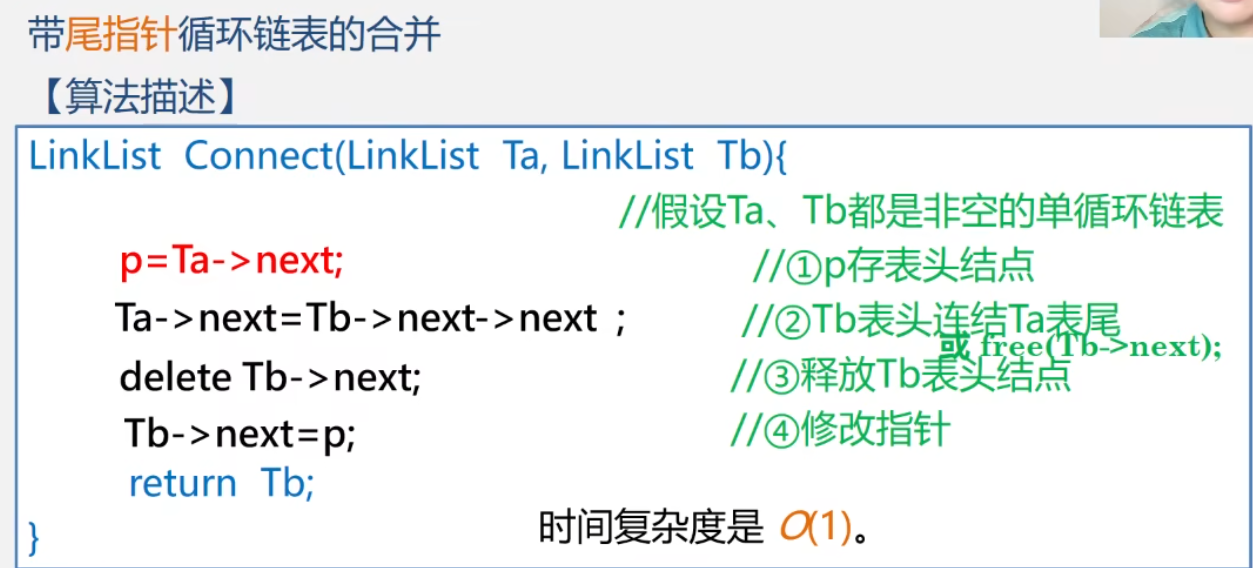 带尾指针循环链表的合并
【算法描述】
LinkList Connect(LinkList Ta, LinkList Tb){
//假设Ta、Tb都是非空的单循环链表
p=Ta->next; //①p存表头结点
Ta->next=Tb->next->next ; //②Tb表头连结Ta表尾
或 free(Tb->next);
delete Tb->next; //③释放Tb表头结点
Tb->next=p; //④修改指针
return Tb;
}
时间复杂度是 O(1)。